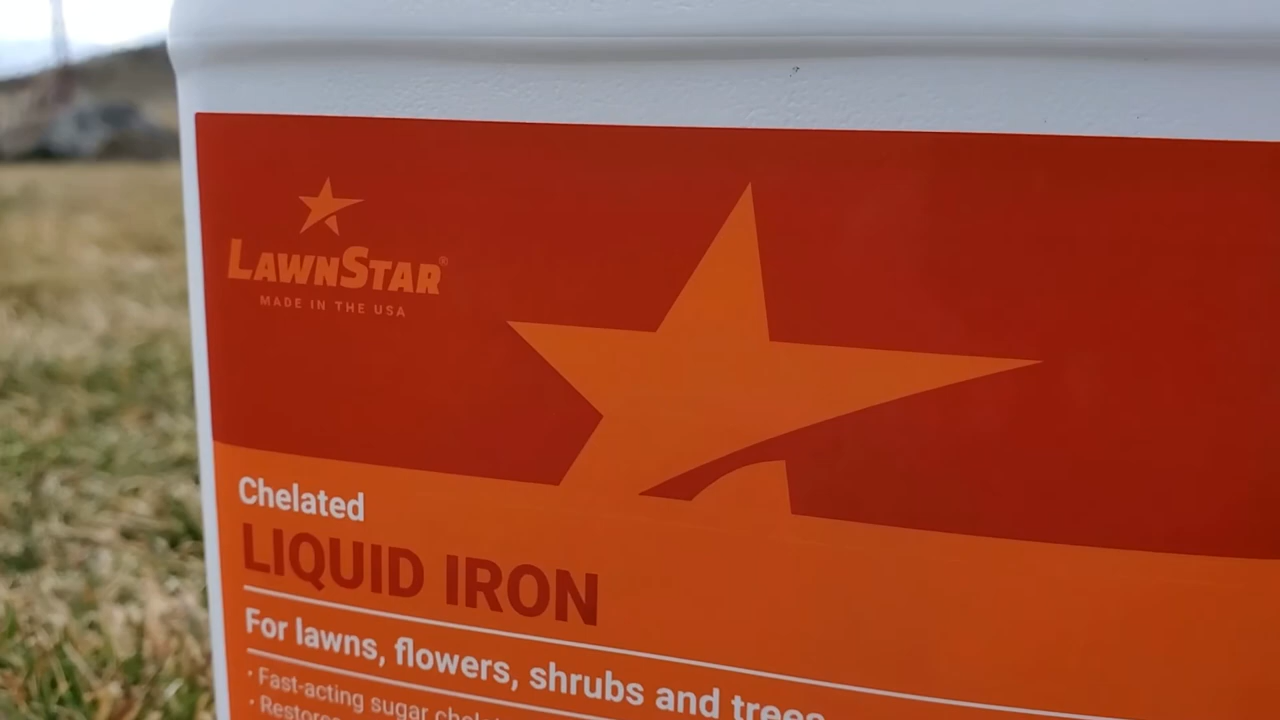 LAWNSTAR®
MADE IN THE USA
Chelated
LIQUID IRON
For lawns, flowers, shrubs and trees
· Fast-acting sugar